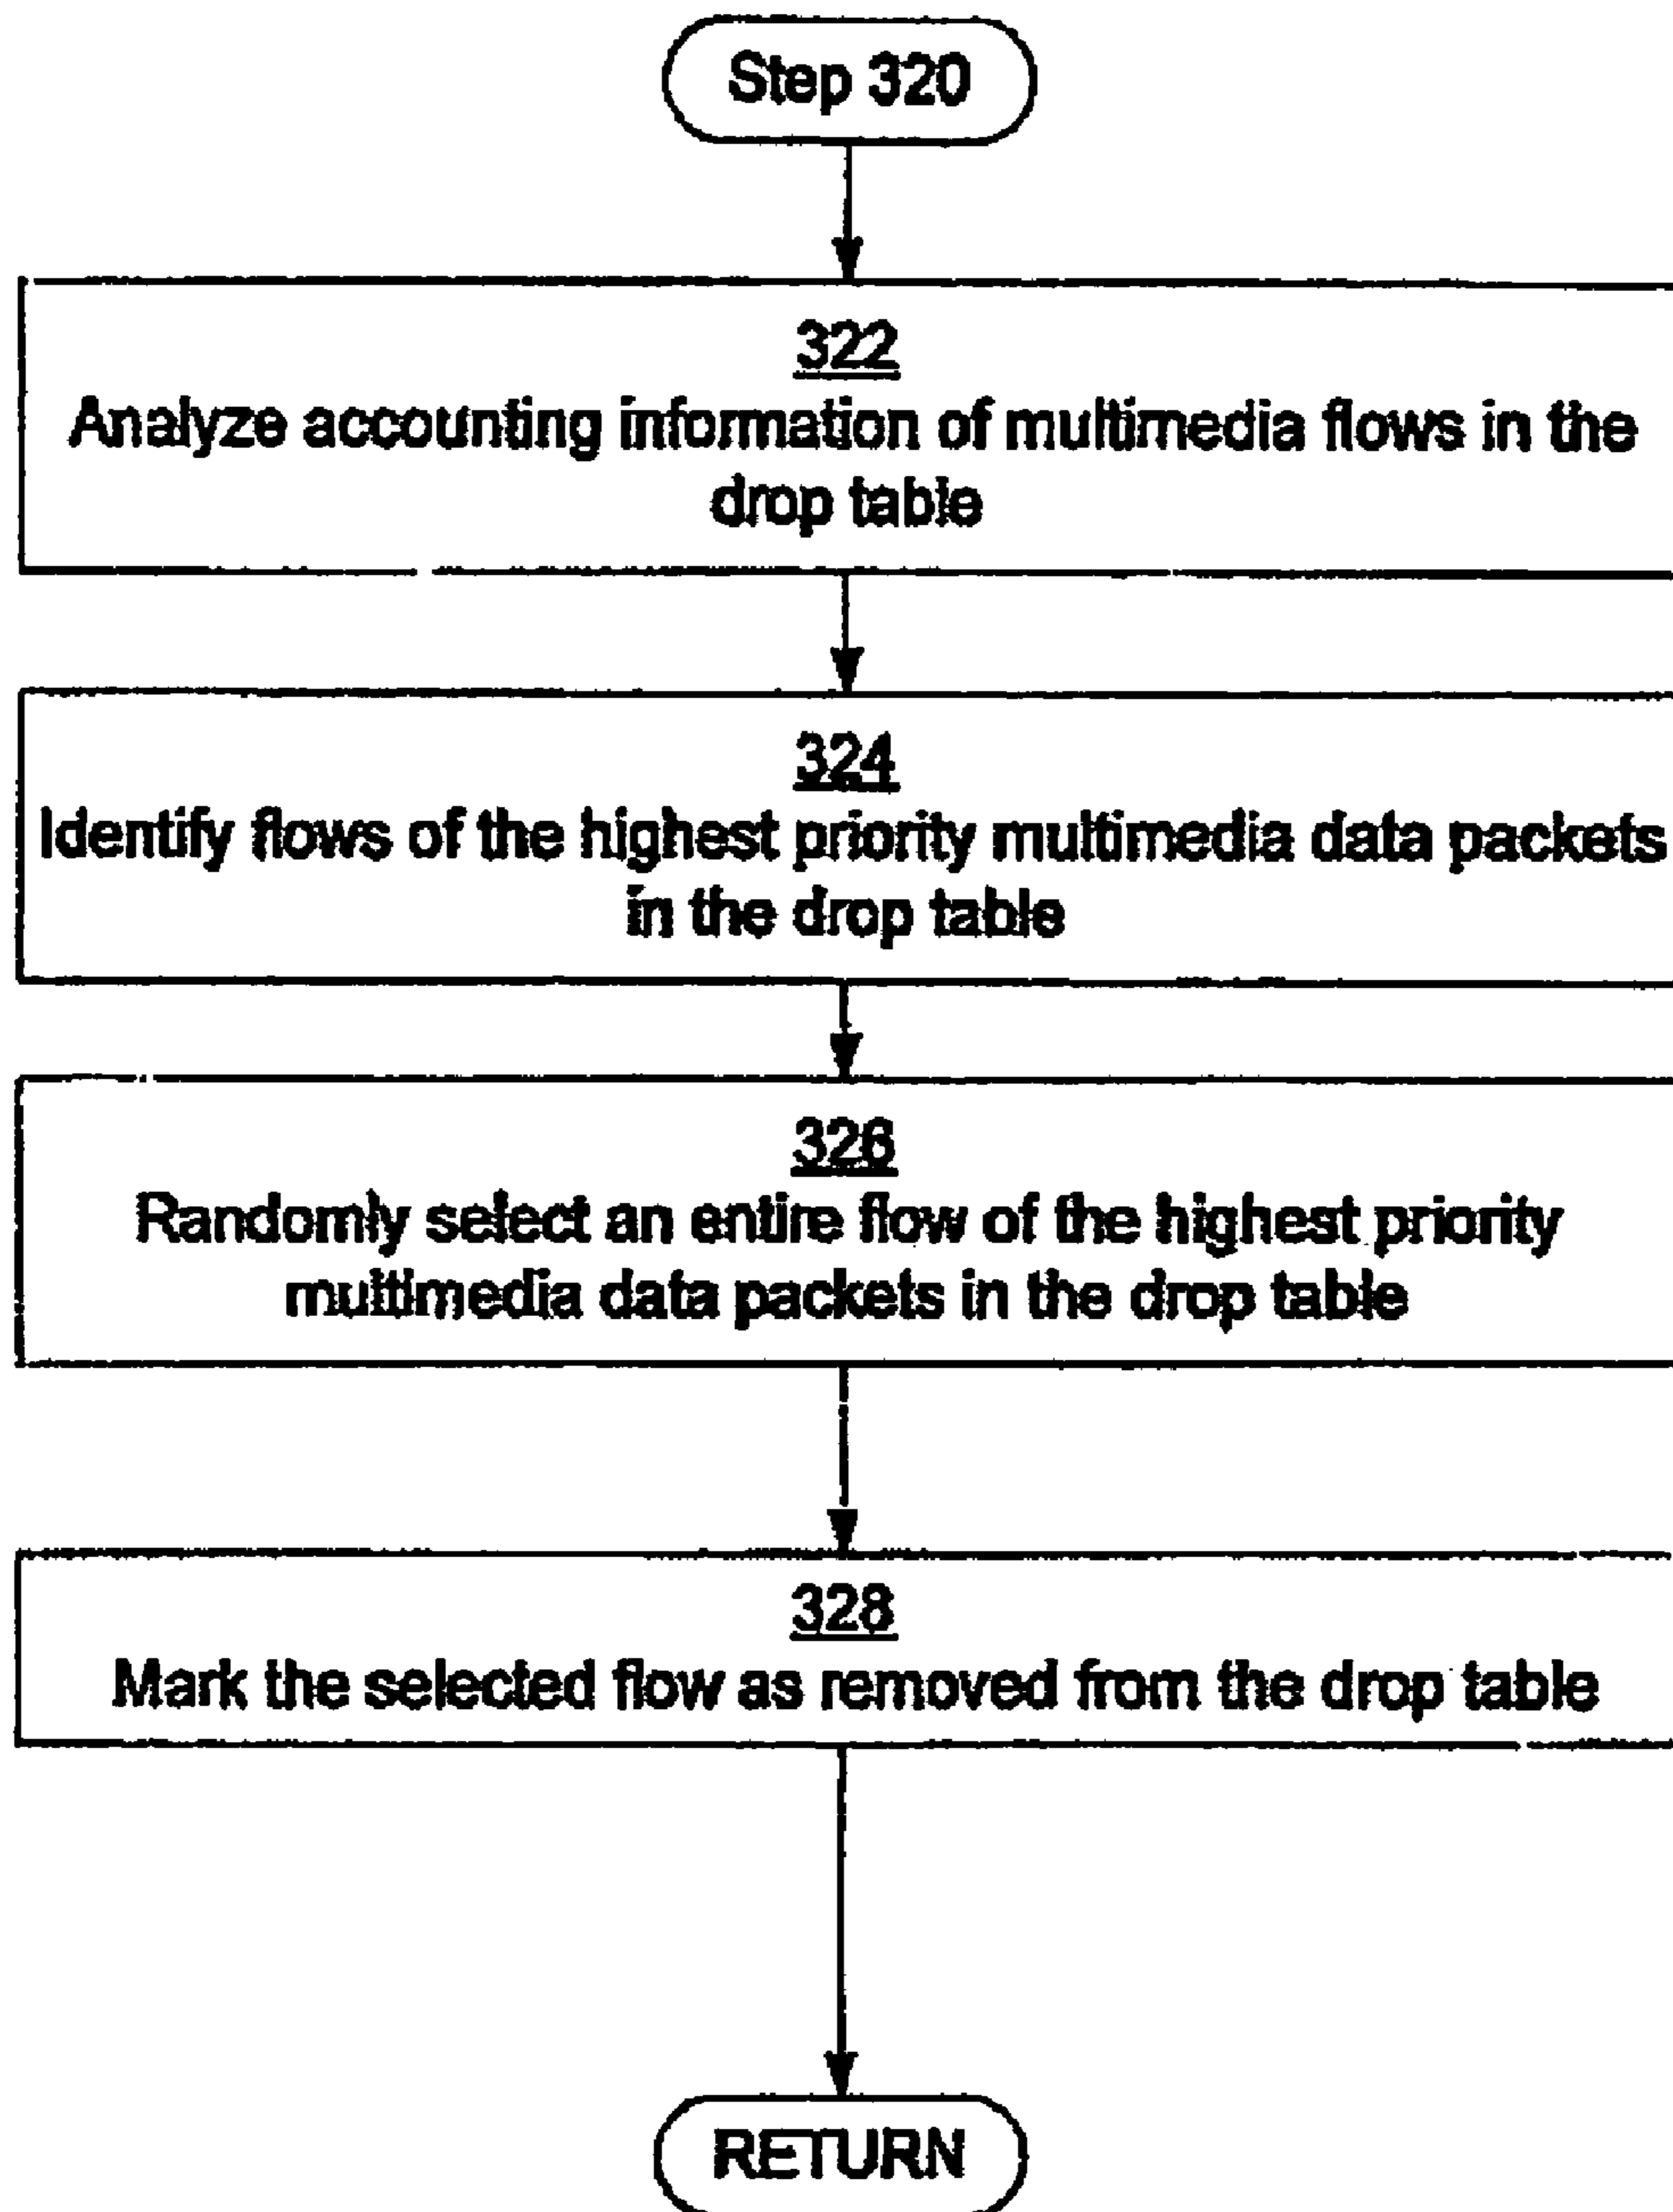 Step 320
322
Analyze accounting information of multimedia flows in the
drop table
324
Identify flows of the highest priority multimedia data packets
in the drop table
326
Randomly select an entire flow of the highest priority
multimedia data packets in the drop table
328
Mark the selected flow as removed from the drop table
RETURN